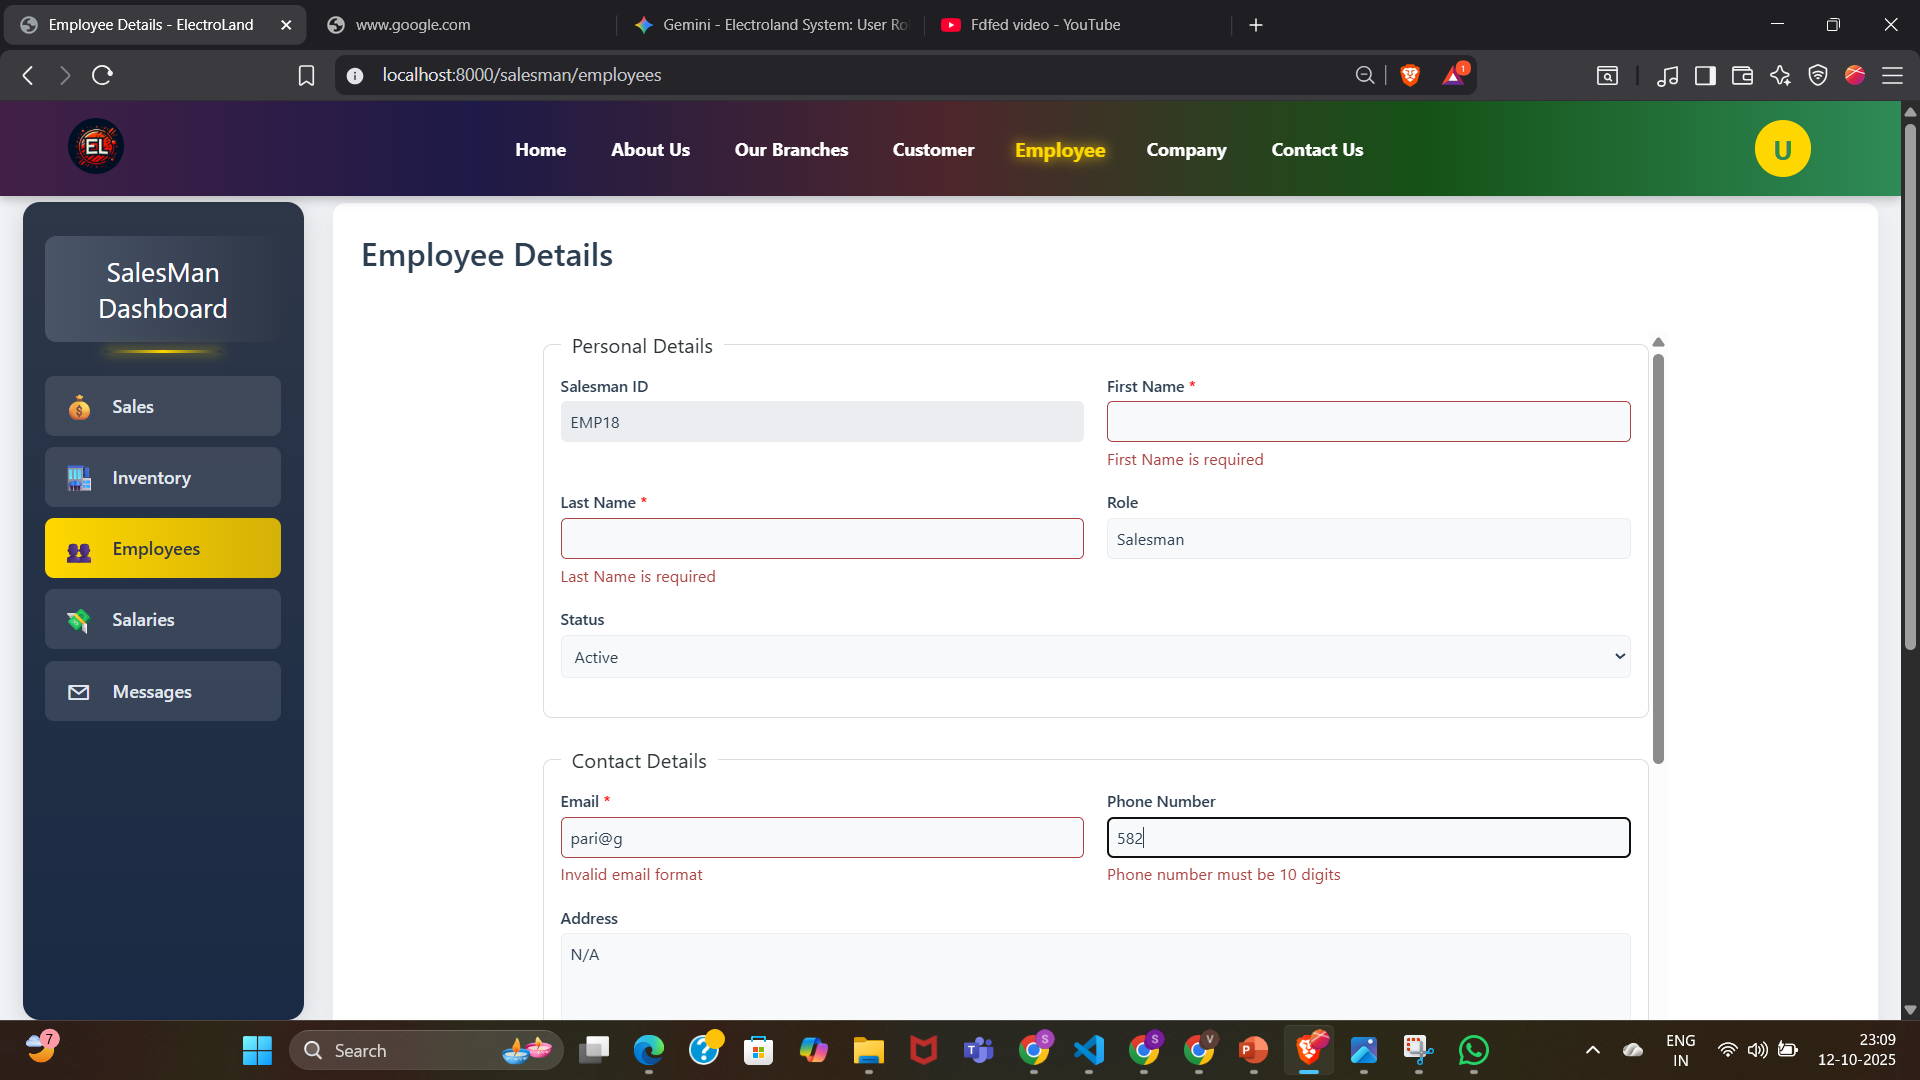 Employee Details - ElectroLand
www.google.com
Gemini - Electroland System: User Ro
Fdfed video - YouTube
localhost:8000/salesman/employees
1
EL
Home
About Us
Our Branches
Customer
Employee
Company
Contact Us
U
SalesMan
Dashboard
Sales
Inventory
Employees
Salaries
Messages
Employee Details
Personal Details
Salesman ID
First Name *
EMP18
First Name is required
Last Name *
Role
Salesman
Last Name is required
Status
Active
Contact Details
Email *
Phone Number
pari@g
582
Invalid email format
Phone number must be 10 digits
Address
N/A
7
Search
S
S
V
ENG
IN
23:09
12-10-2025